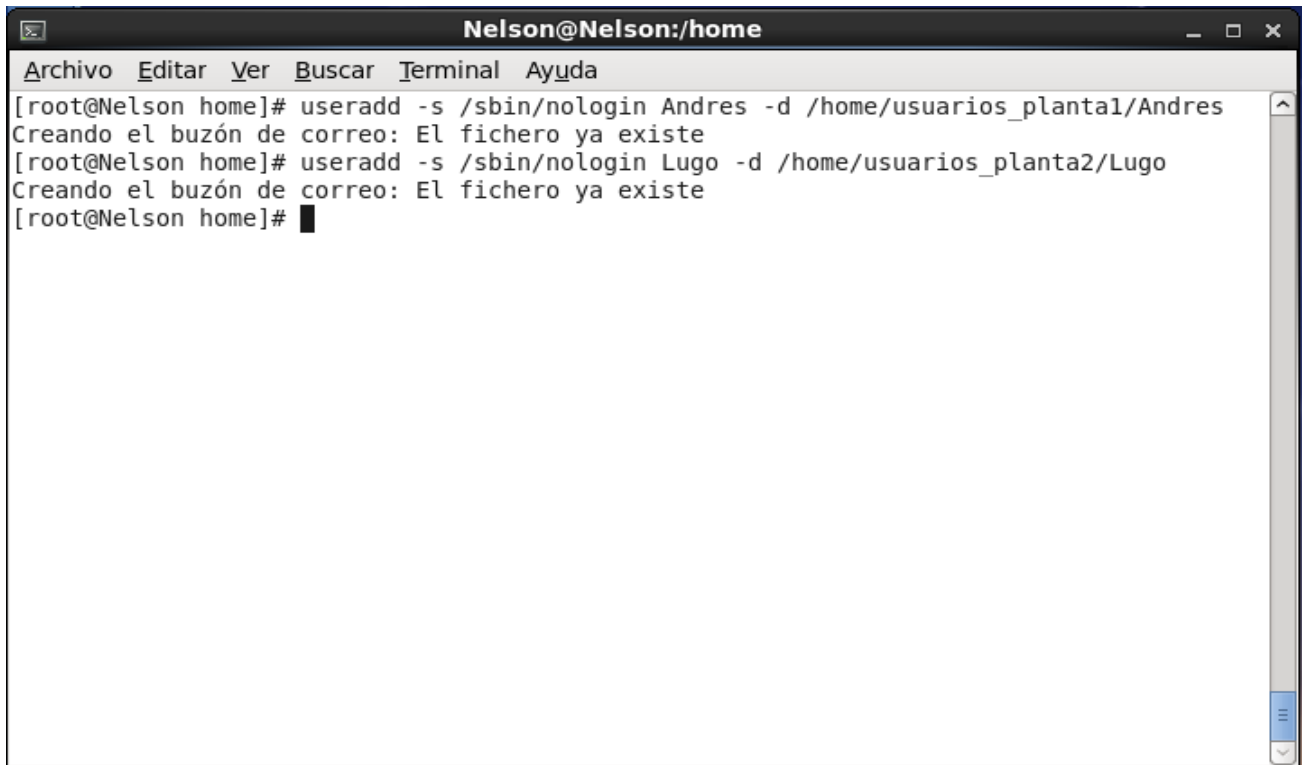 Nelson@Nelson:/home
Archivo Editar Ver Buscar Terminal Ayuda
[root@Nelson home]# useradd -s /sbin/nologin Andres -d /home/usuarios_planta1/Andres
Creando el buzón de correo: El fichero ya existe
[root@Nelson home]# useradd -s /sbin/nologin Lugo -d /home/usuarios_planta2/Lugo
Creando el buzón de correo: El fichero ya existe
[root@Nelson home]#